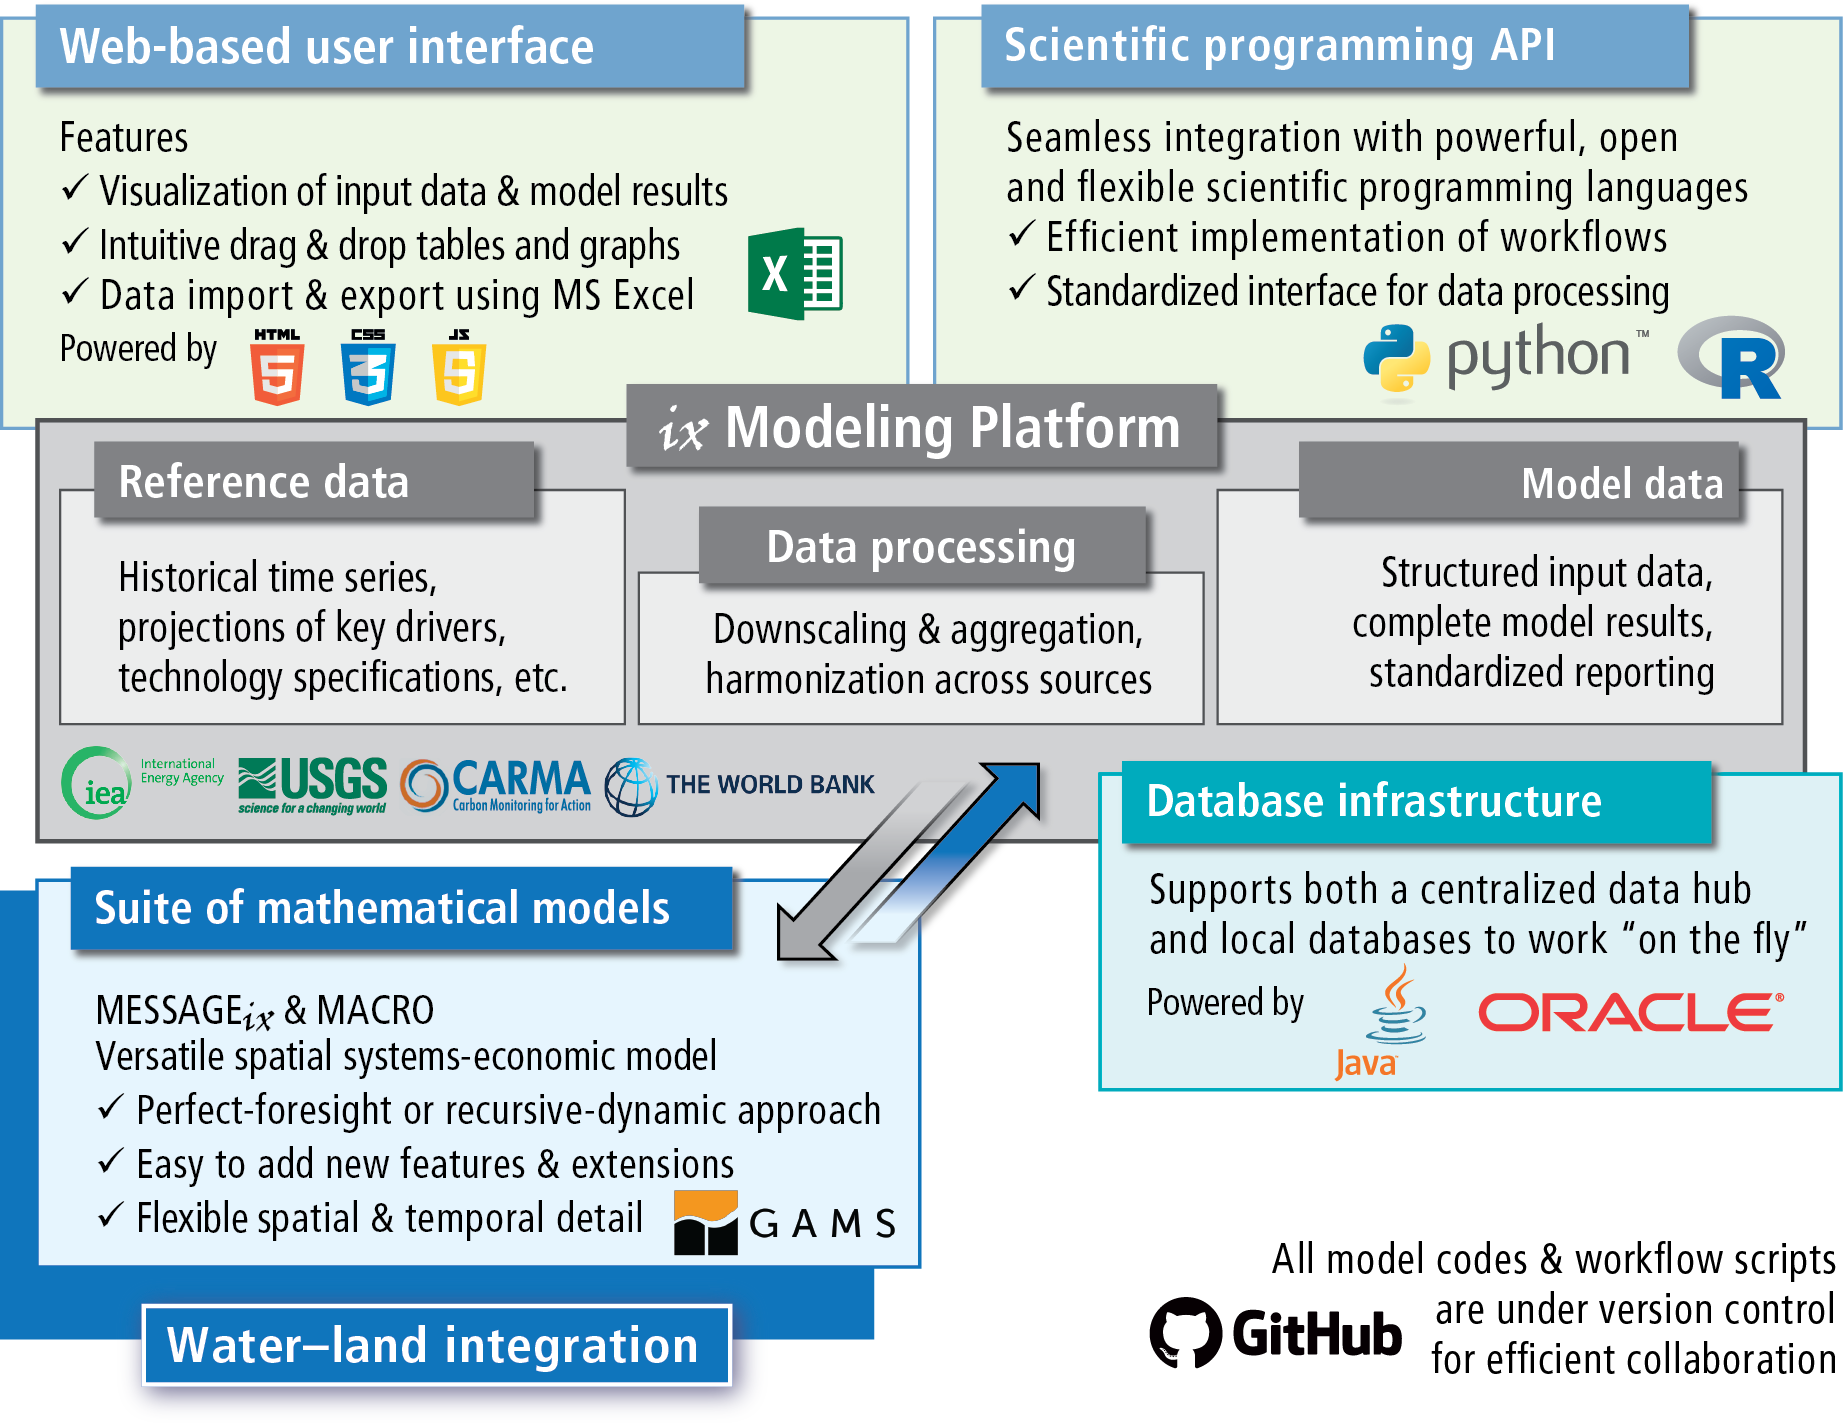 Web-based user interface
Features
✓ Visualization of input data & model results
✓ Intuitive drag & drop tables and graphs
✓ Data import & export using MS Excel
X
Powered by
HTML
5
CSS
3
JS
5
Scientific programming API
Seamless integration with powerful, open
and flexible scientific programming languages
✓ Efficient implementation of workflows
✓ Standardized interface for data processing
python™
R
ix Modeling Platform
Reference data
Historical time series,
projections of key drivers,
technology specifications, etc.
Data processing
Downscaling & aggregation,
harmonization across sources
Model data
Structured input data,
complete model results,
standardized reporting
iea
International
Energy Agency
USGS
science for a changing world
CARMA
Carbon Monitoring for Action
THE WORLD BANK
Database infrastructure
Supports both a centralized data hub
and local databases to work “on the fly”
Powered by
Java™
ORACLE®
Suite of mathematical models
MESSAGEix & MACRO
Versatile spatial systems-economic model
✓ Perfect-foresight or recursive-dynamic approach
✓ Easy to add new features & extensions
✓ Flexible spatial & temporal detail
GAMS
Water–land integration
All model codes & workflow scripts
are under version control
for efficient collaboration
GitHub